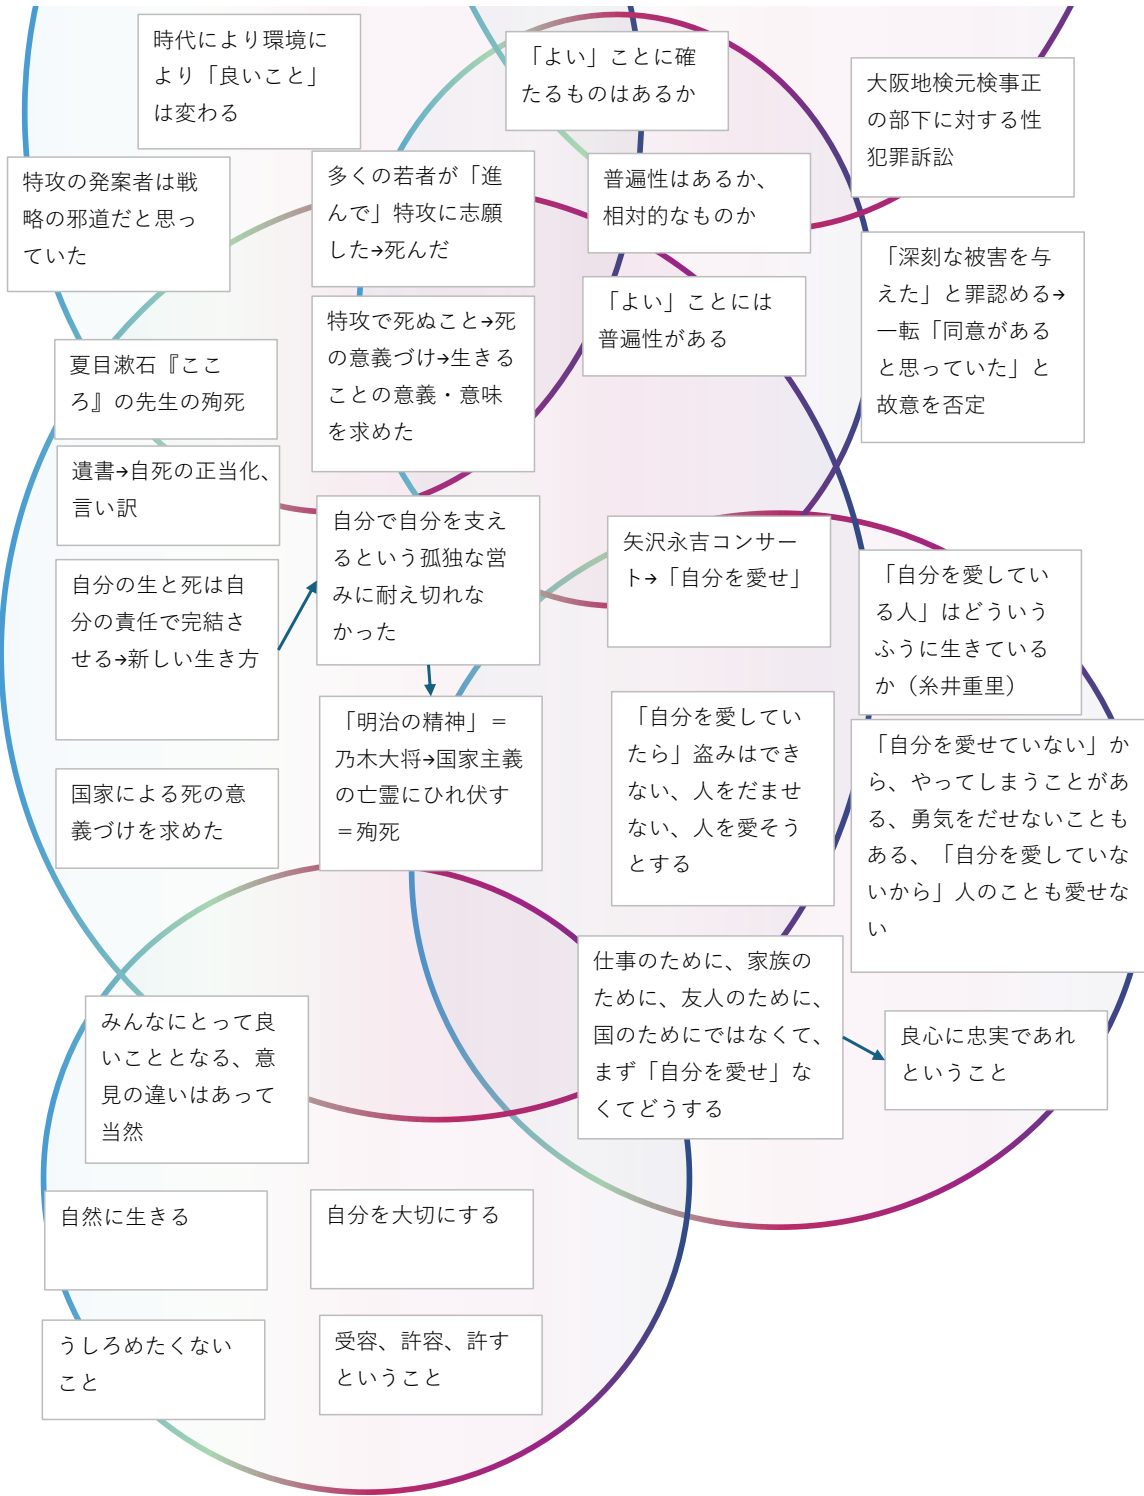 時代により環境に
より「良いこと」
は変わる
「よい」ことに確
たるものはあるか
大阪地検元検事正
の部下に対する性
犯罪訴訟
特攻の発案者は戦
略の邪道だと思っ
ていた
多くの若者が「進
んで」特攻に志願
した→死んだ
普遍性はあるか、
相対的なものか
「深刻な被害を与
えた」と罪認める→
一転「同意がある
と思っていた」と
故意を否定
「よい」ことには
普遍性がある
特攻で死ぬこと→死
の意義づけ→生きる
ことの意義・意味
を求めた
夏目漱石『ここ
ろ』の先生の殉死
遺書→自死の正当化、
言い訳
自分で自分を支え
るという孤独な営
みに耐え切れな
かった
矢沢永吉コンサー
ト→「自分を愛せ」
「自分を愛してい
る人」はどういう
ふうに生きている
か（糸井重里）
自分の生と死は自
分の責任で完結さ
せる→新しい生き方
「明治の精神」＝
乃木大将→国家主義
の亡霊にひれ伏す
＝殉死
「自分を愛してい
たら」盗みはでき
ない、人をだませ
ない、人を愛そう
とする
「自分を愛せていない」か
ら、やってしまうことがあ
る、勇気をだせないことも
ある、「自分を愛していな
いから」人のことも愛せな
い
国家による死の意
義づけを求めた
仕事のために、家族の
ために、友人のために、
国のためにではなくて、
まず「自分を愛せ」な
くてどうする
良心に忠実であれ
ということ
みんなにとって良
いこととなる、意
見の違いはあって
当然
自然に生きる
自分を大切にする
うしろめたくない
こと
受容、許容、許す
ということ